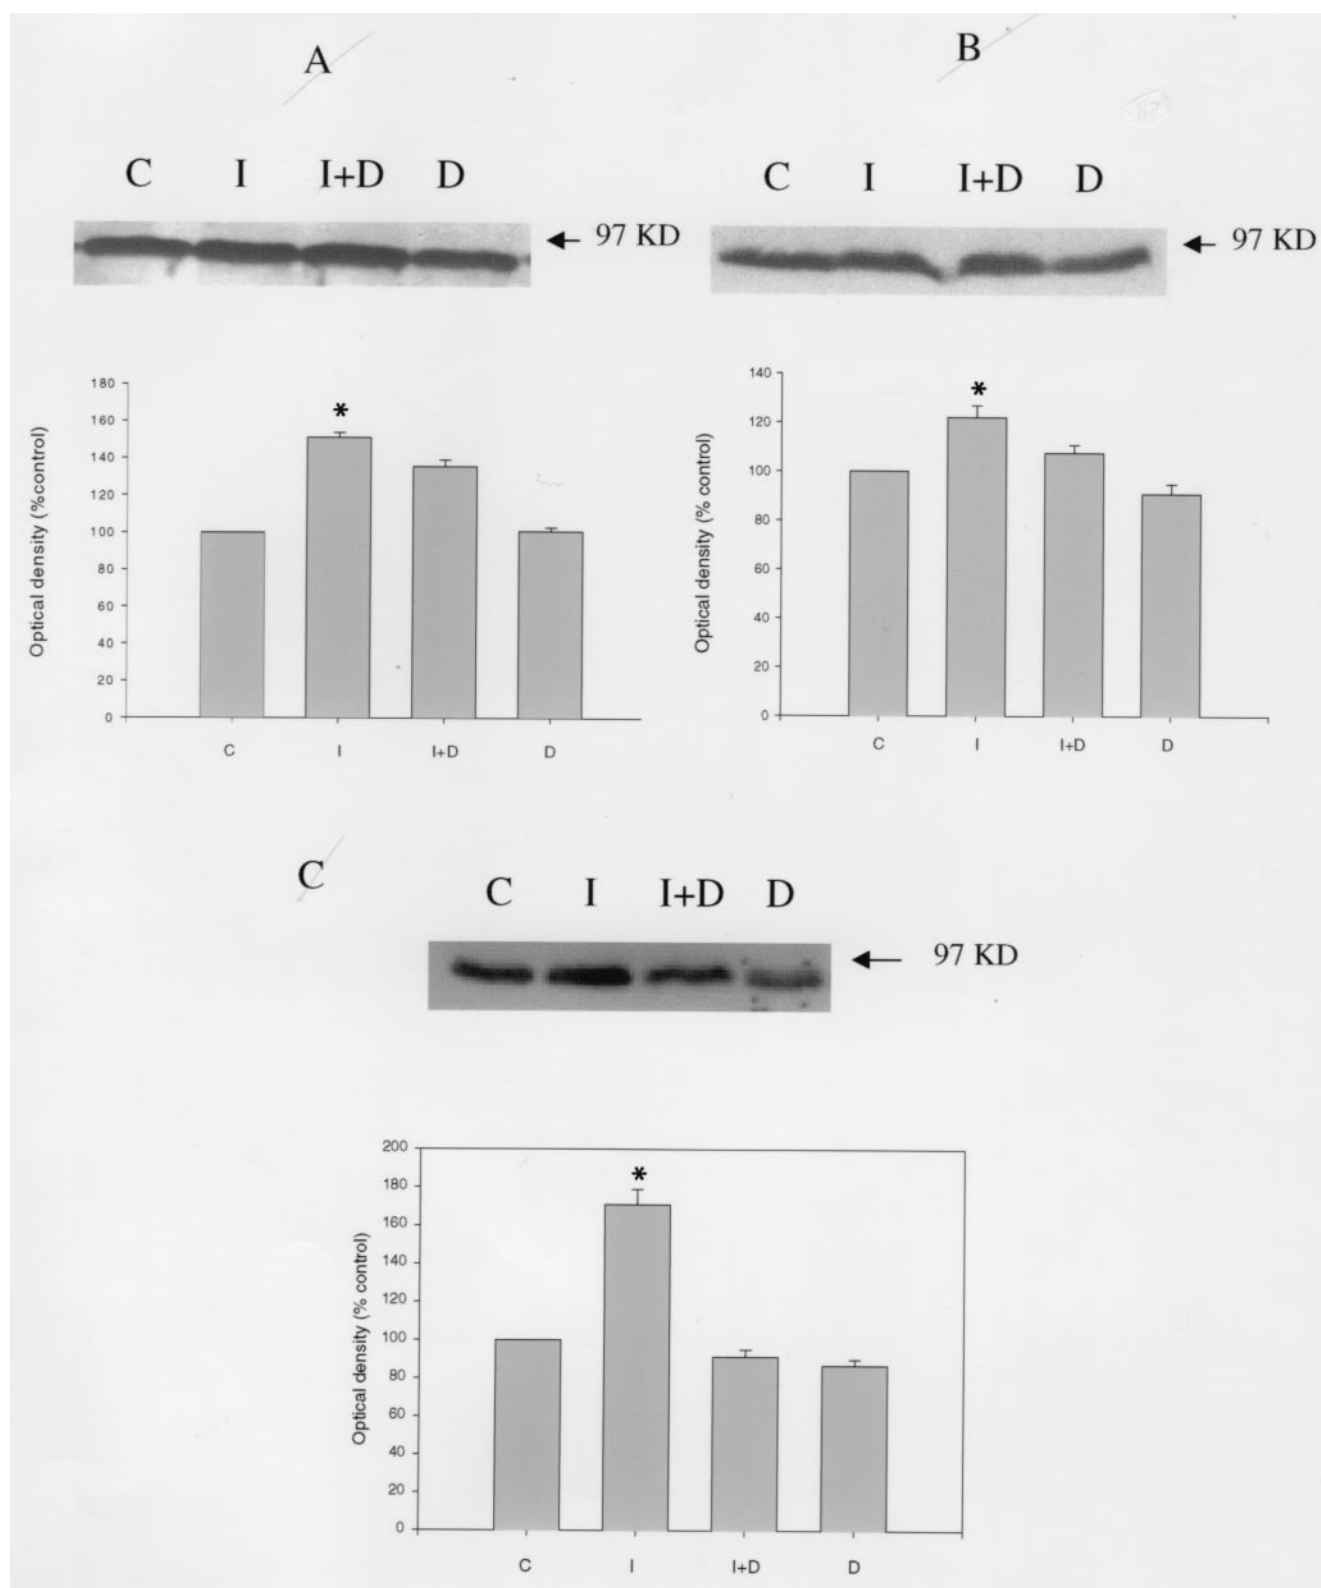 A
B
C I I+D D
97 KD
C I I+D D
97 KD
180
160
140
120
100
80
60
40
20
0
Optical density (%control)
*
C I I+D D
140
120
100
80
60
40
20
0
Optical density (% control)
*
C I I+D D
C
C I I+D D
97 KD
200
180
160
140
120
100
80
60
40
20
0
Optical density (% control)
*
C I I+D D